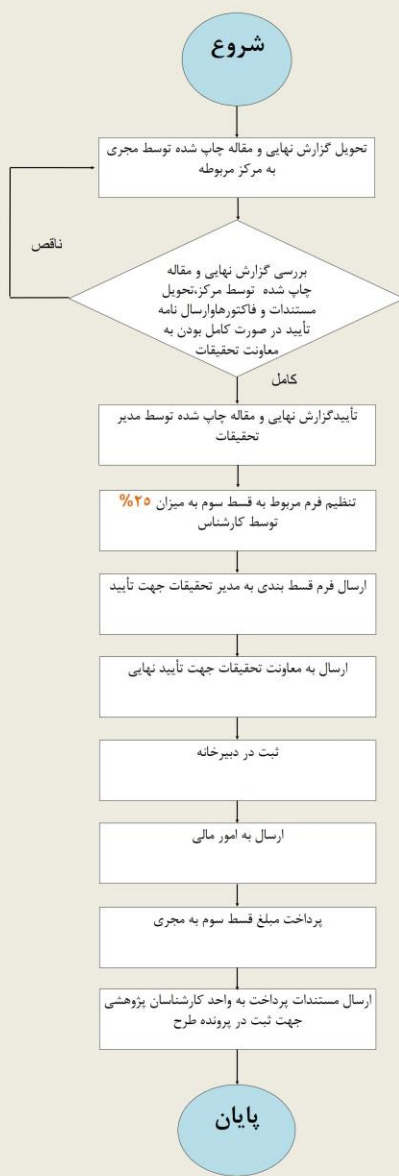 شروع
تحویل گزارش نهایی و مقاله چاپ شده توسط مجری
به مرکز مربوطه
ناقص
بررسی گزارش نهایی و مقاله
چاپ شده توسط مرکز،تحویل
مستندات و فاکتورهاوارسال نامه
تأیید در صورت کامل بودن به
معاونت تحقیقات
کامل
تأییدگزارش نهایی و مقاله چاپ شده توسط مدیر
تحقیقات
تنظیم فرم مربوط به قسط سوم به میزان ۲۵%
توسط کارشناس
ارسال فرم قسط بندی به مدیر تحقیقات جهت تأیید
ارسال به معاونت تحقیقات جهت تأیید نهایی
ثبت در دبیرخانه
ارسال به امور مالی
پرداخت مبلغ قسط سوم به مجری
ارسال مستندات پرداخت به واحد کارشناسان پژوهشی
جهت ثبت در پرونده طرح
پایان